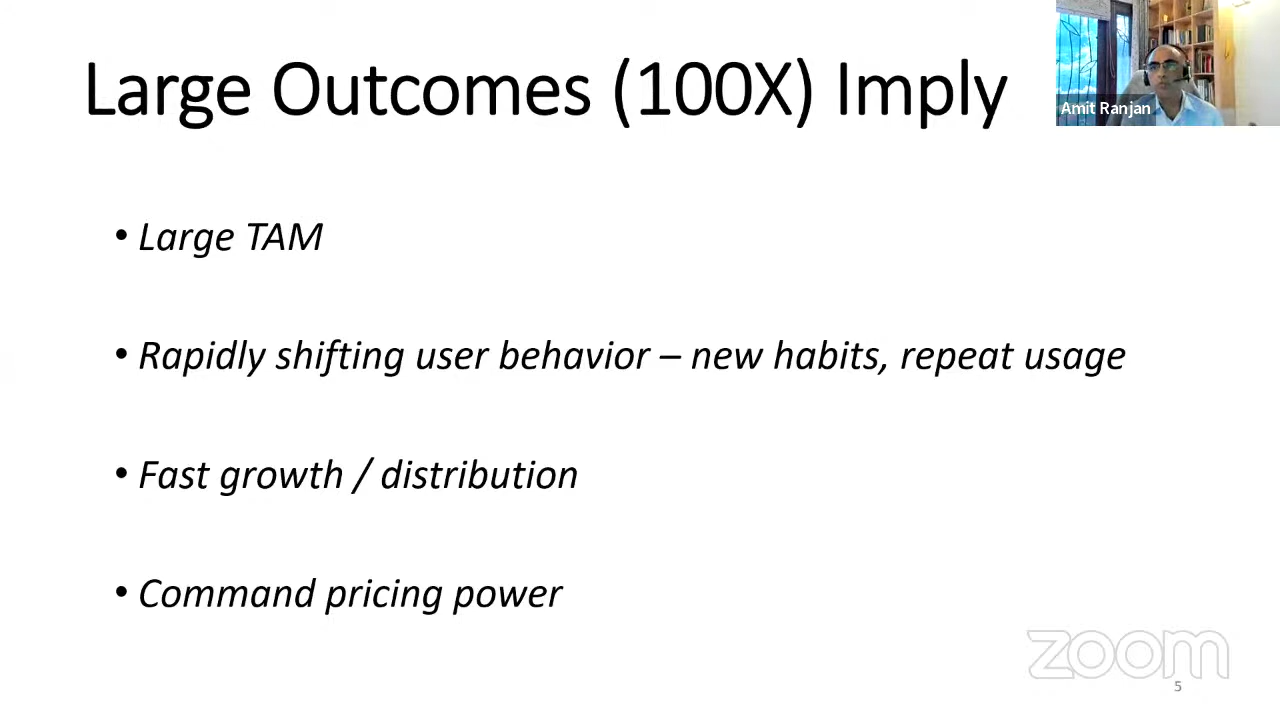 Large Outcomes (100X) Imply
Amit Ranjan
• Large TAM
• Rapidly shifting user behavior – new habits, repeat usage
• Fast growth / distribution
• Command pricing power
zoom
5